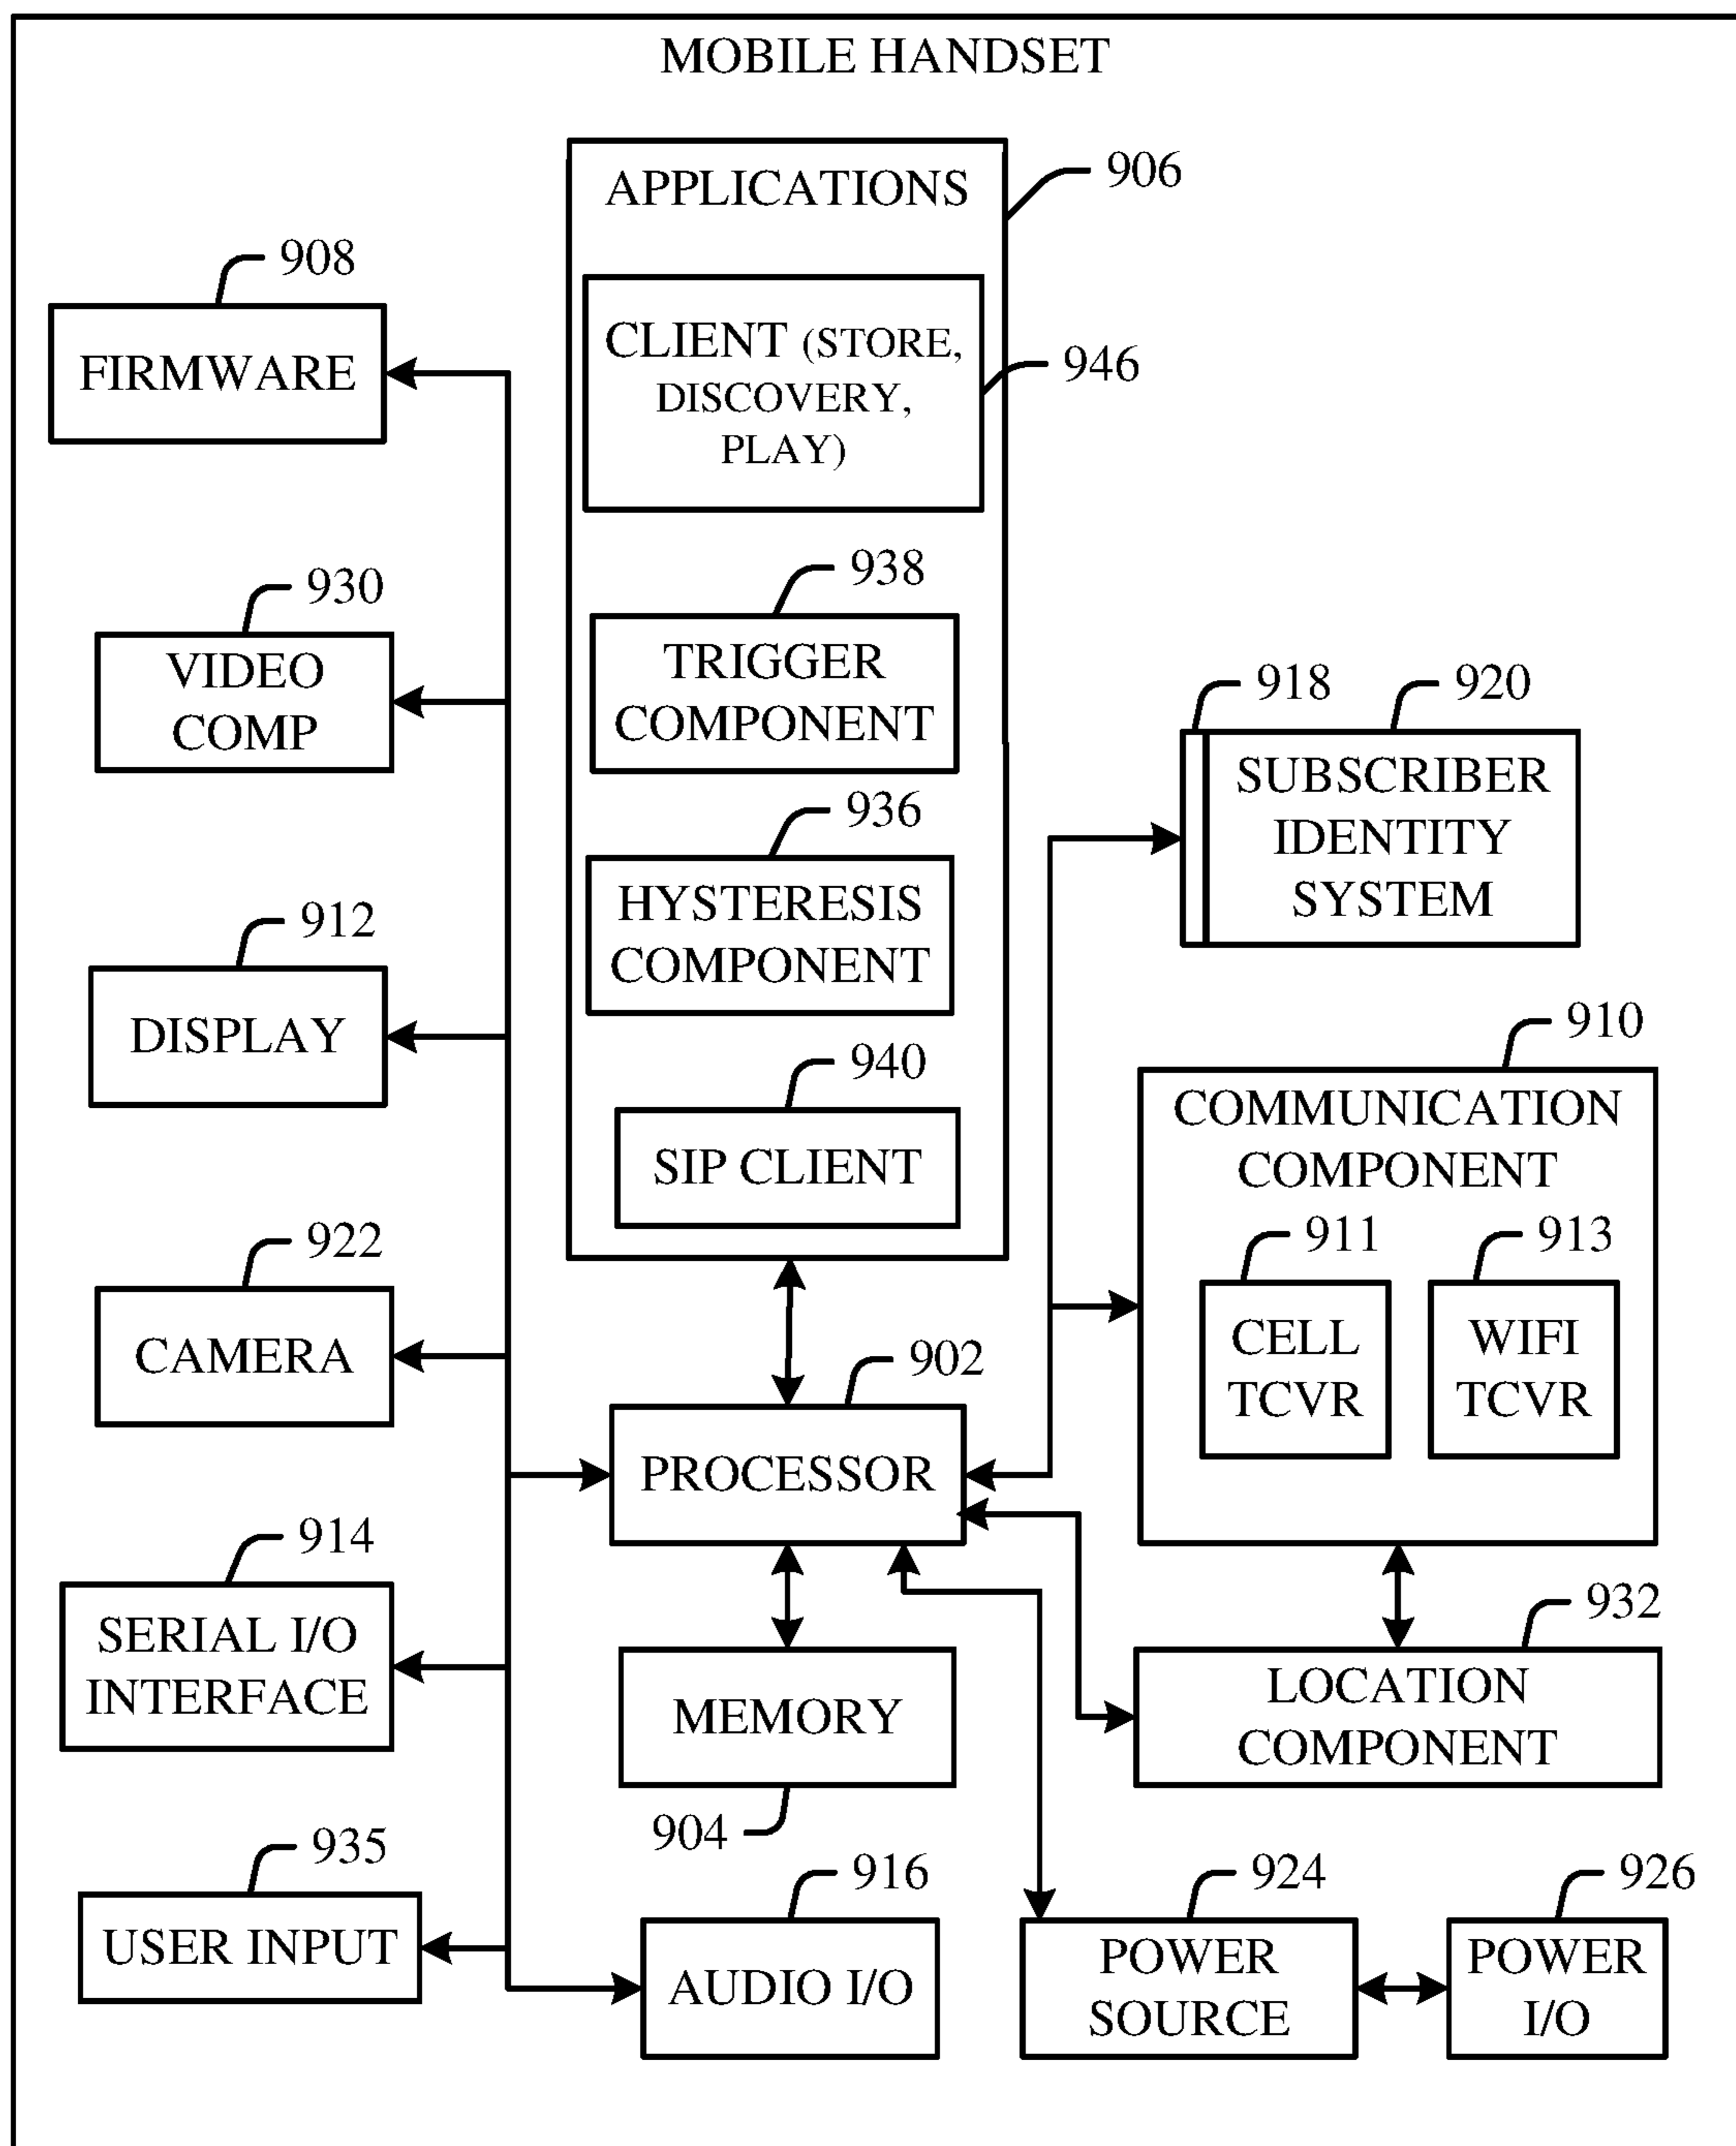 MOBILE HANDSET
APPLICATIONS
906
CLIENT (STORE,
DISCOVERY,
PLAY)
946
908
FIRMWARE
938
TRIGGER
COMPONENT
930
VIDEO
COMP
918
920
SUBSCRIBER
IDENTITY
SYSTEM
936
HYSTERESIS
COMPONENT
912
DISPLAY
940
SIP CLIENT
910
COMMUNICATION
COMPONENT
911
CELL
TCVR
913
WIFI
TCVR
922
CAMERA
902
PROCESSOR
914
SERIAL I/O
INTERFACE
MEMORY
904
932
LOCATION
COMPONENT
935
USER INPUT
916
AUDIO I/O
924
POWER
SOURCE
926
POWER
I/O